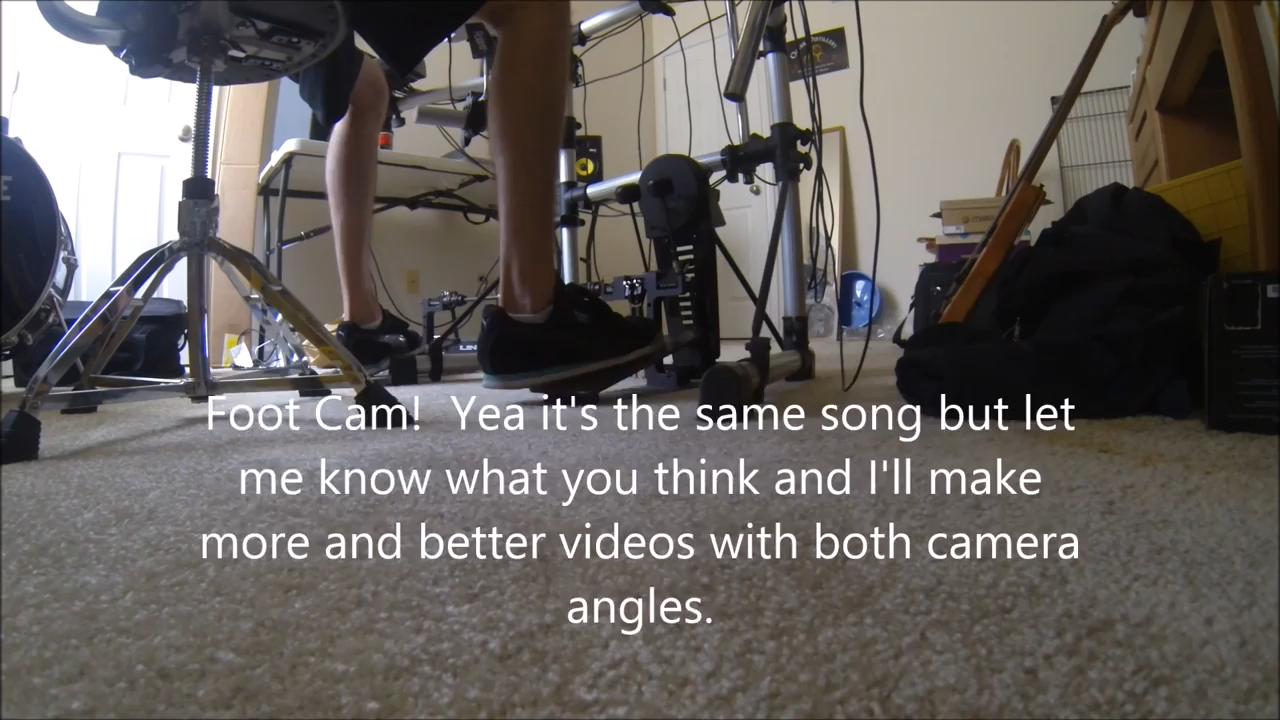 Foot Cam!  Yea it's the same song but let
me know what you think and I'll make
more and better videos with both camera
angles.